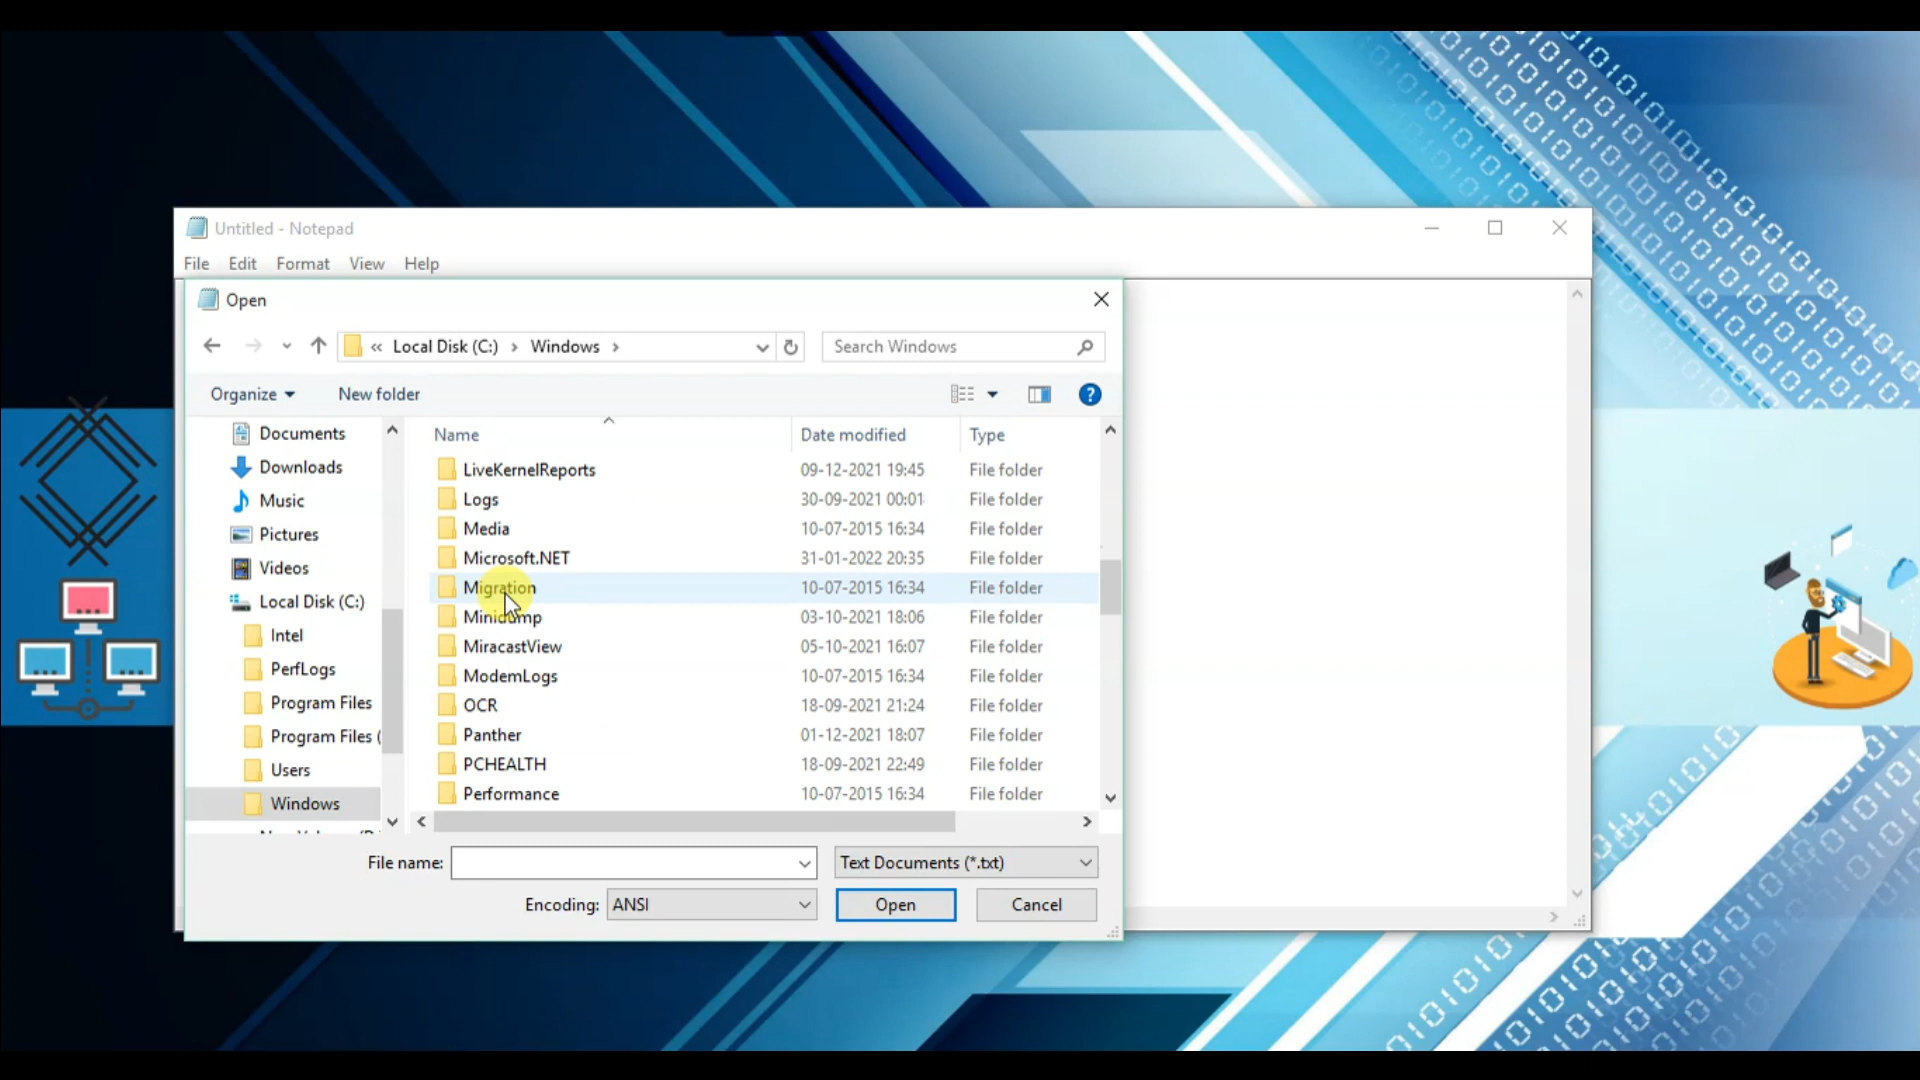 Untitled - Notepad
File Edit Format View Help
Open
« Local Disk (C:) › Windows ›
Search Windows
Organize New folder
Name Date modified Type
Documents
Downloads
Music
Pictures
Videos
Local Disk (C:)
Intel
PerfLogs
Program Files
Program Files (
Users
Windows
LiveKernelReports 09-12-2021 19:45 File folder
Logs 30-09-2021 00:01 File folder
Media 10-07-2015 16:34 File folder
Microsoft.NET 31-01-2022 20:35 File folder
Migration 10-07-2015 16:34 File folder
Minidump 03-10-2021 18:06 File folder
MiracastView 05-10-2021 16:07 File folder
ModemLogs 10-07-2015 16:34 File folder
OCR 18-09-2021 21:24 File folder
Panther 01-12-2021 18:07 File folder
PCHEALTH 18-09-2021 22:49 File folder
Performance 10-07-2015 16:34 File folder
File name: Text Documents (*.txt)
Encoding: ANSI Open Cancel